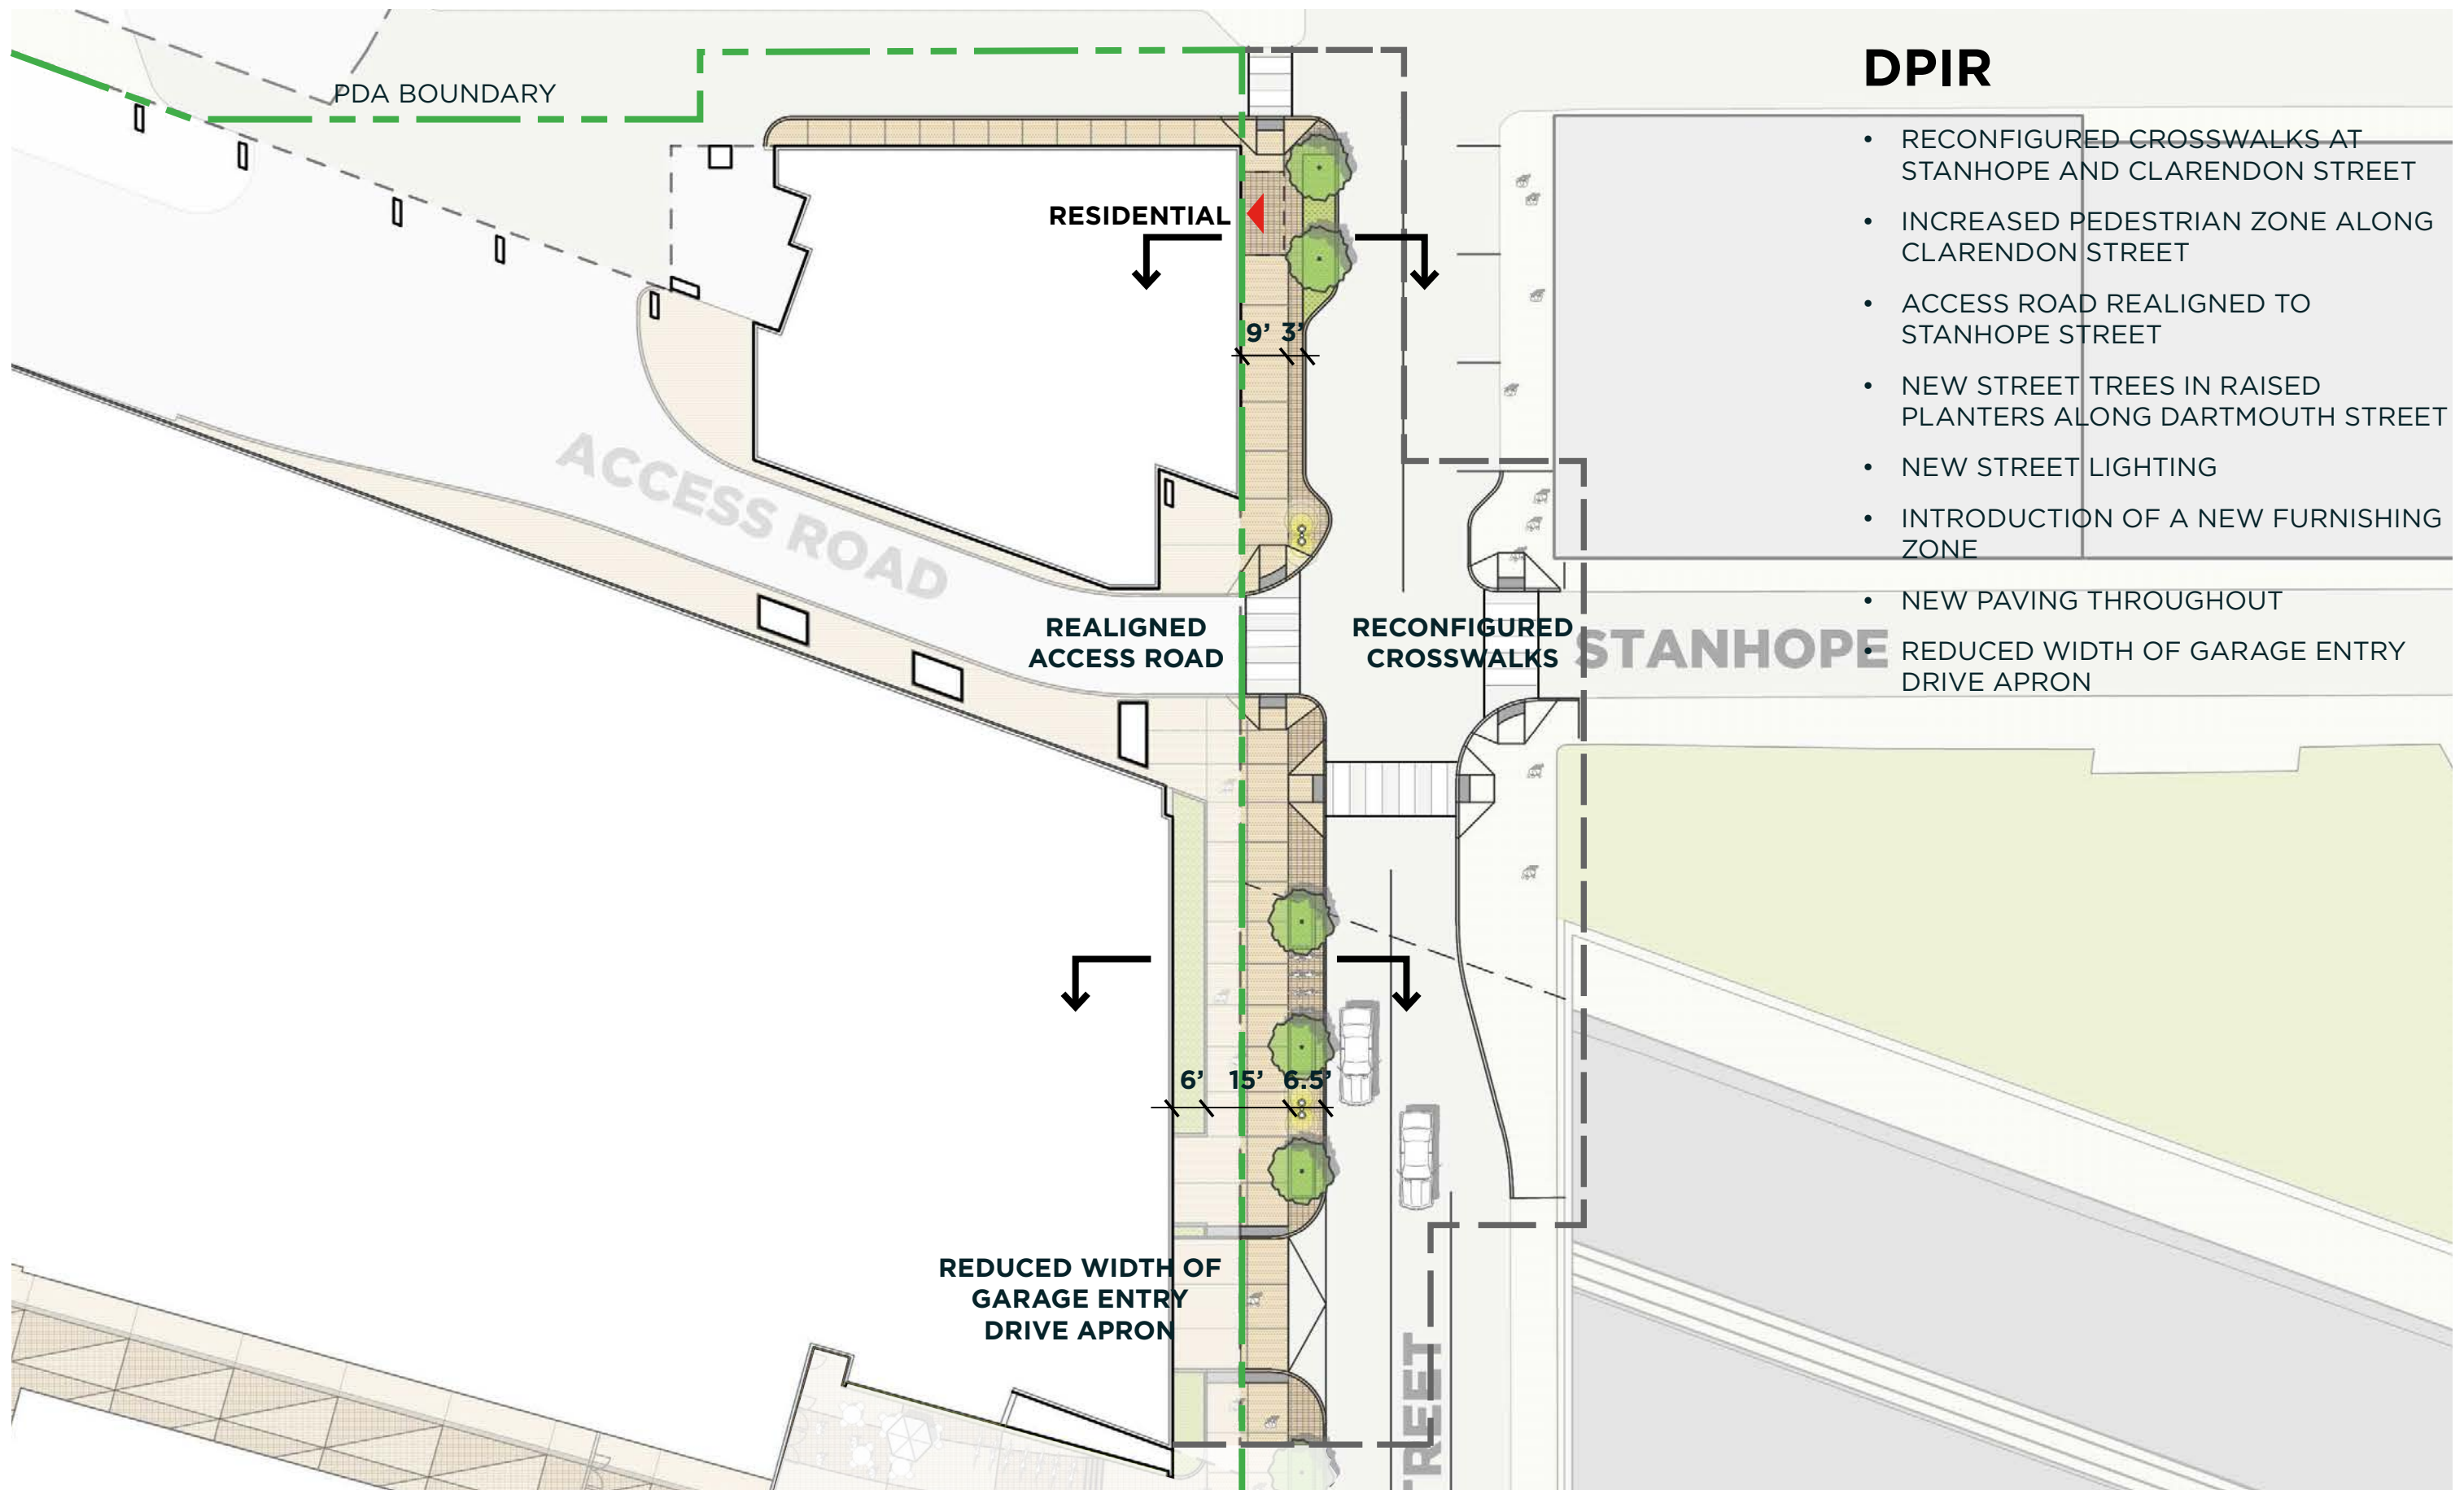 PDA BOUNDARY
RESIDENTIAL
9’ 3’
ACCESS ROAD
REALIGNED
ACCESS ROAD
RECONFIGURED
CROSSWALKS
STANHOPE
6’ 15’ 6.5’
REDUCED WIDTH OF
GARAGE ENTRY
DRIVE APRON
TREET
DPIR
• RECONFIGURED CROSSWALKS AT
STANHOPE AND CLARENDON STREET
• INCREASED PEDESTRIAN ZONE ALONG
CLARENDON STREET
• ACCESS ROAD REALIGNED TO
STANHOPE STREET
• NEW STREET TREES IN RAISED
PLANTERS ALONG DARTMOUTH STREET
• NEW STREET LIGHTING
• INTRODUCTION OF A NEW FURNISHING
ZONE
• NEW PAVING THROUGHOUT
• REDUCED WIDTH OF GARAGE ENTRY
DRIVE APRON